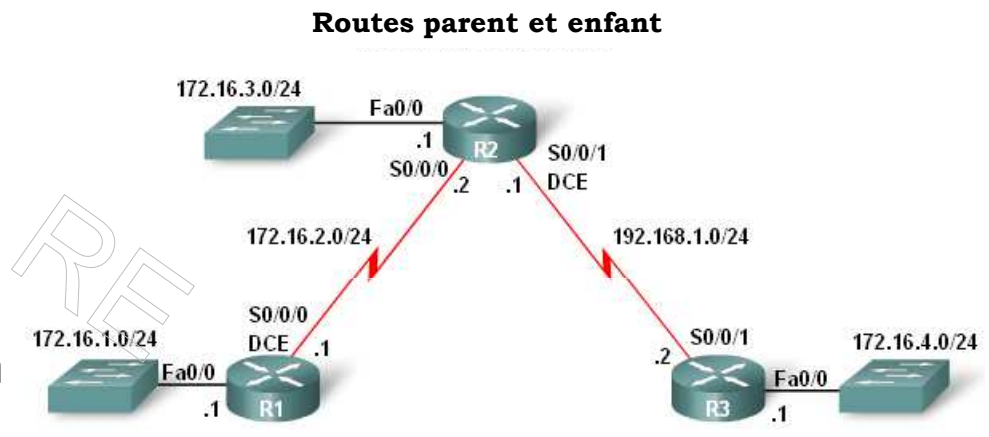 Routes parent et enfant
172.16.3.0/24
Fa0/0
.1
R2
S0/0/0
.2
.1
S0/0/1
DCE
172.16.2.0/24
192.168.1.0/24
RE
S0/0/0
DCE
.1
172.16.1.0/24
Fa0/0
.1
R1
S0/0/1
.2
172.16.4.0/24
Fa0/0
.1
R3